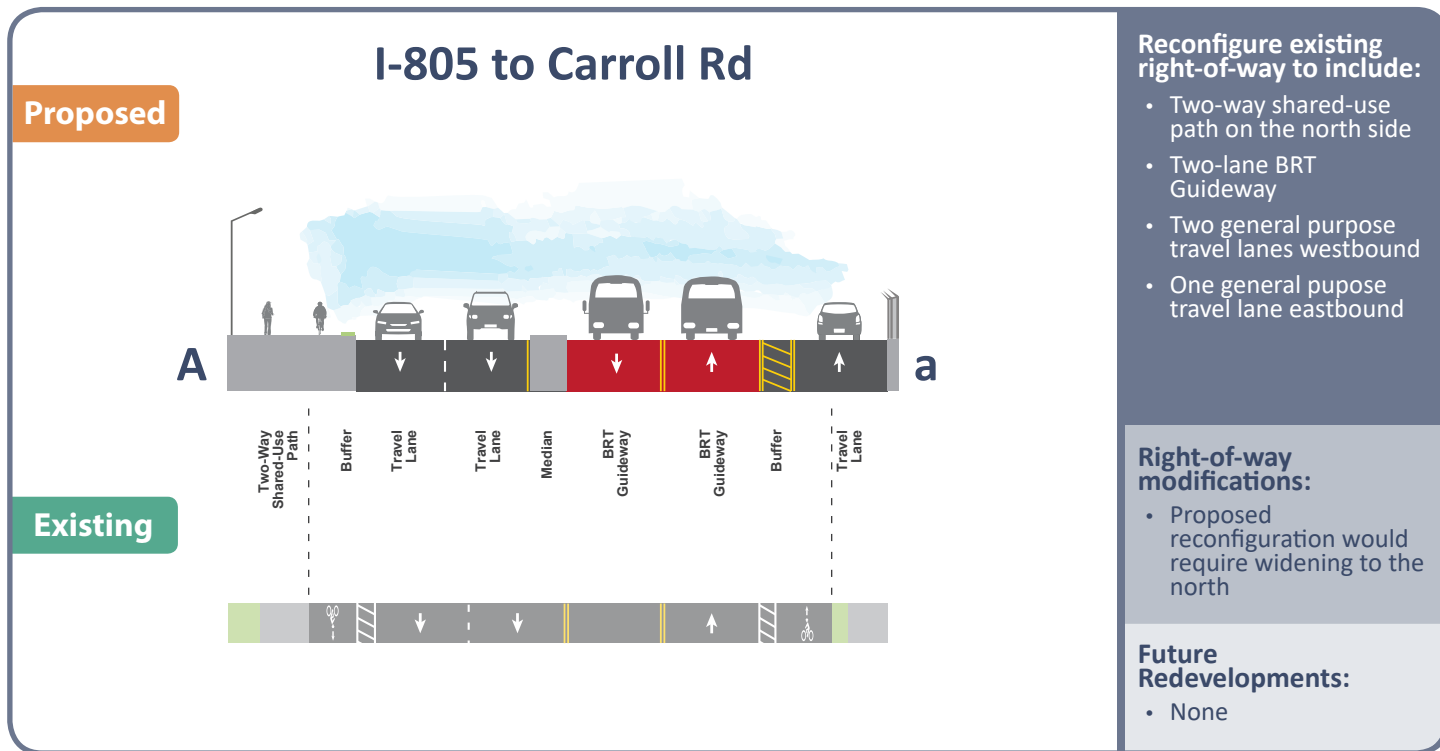 I-805 to Carroll Rd
Proposed
A
a
Two-Way
Shared-Use
Path
Buffer
Travel
Lane
Travel
Lane
Median
BRT
Guideway
BRT
Guideway
Buffer
Travel
Lane
Existing
Reconfigure existing
right-of-way to include:
• Two-way shared-use
path on the north side
• Two-lane BRT
Guideway
• Two general purpose
travel lanes westbound
• One general pupose
travel lane eastbound
Right-of-way
modifications:
• Proposed
reconfiguration would
require widening to the
north
Future
Redevelopments:
• None